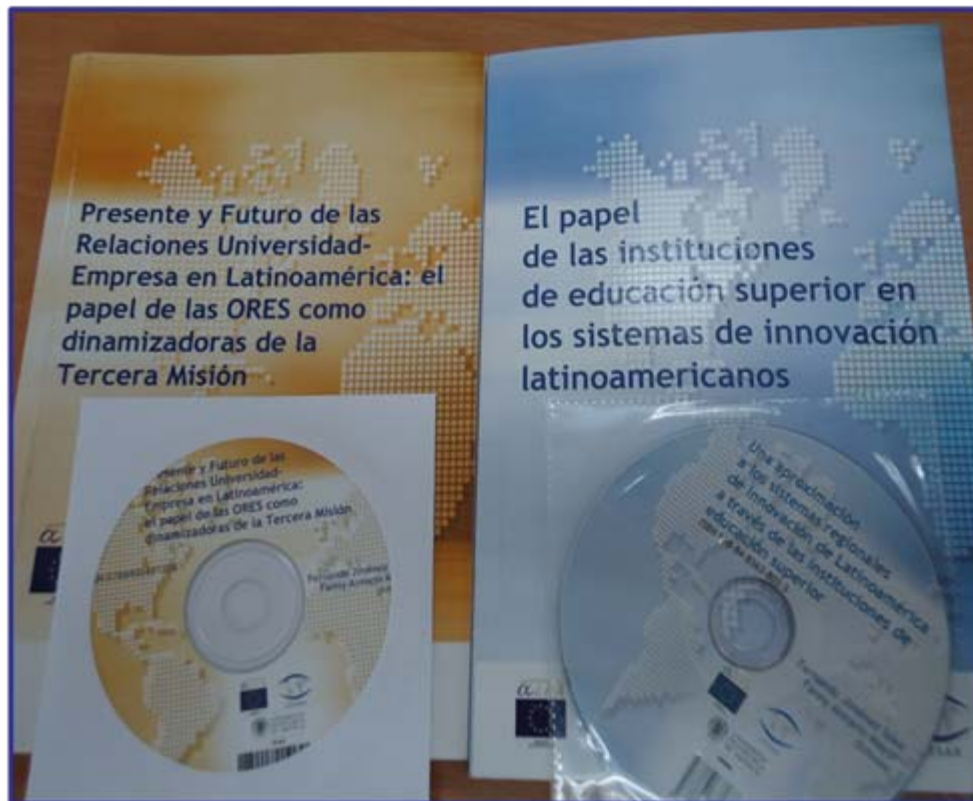 Presente y Futuro de las
Relaciones Universidad-
Empresa en Latinoamérica: el
papel de las ORES como
dinamizadoras de la
Tercera Misión
El papel
de las instituciones
de educación superior en
los sistemas de innovación
latinoamericanos
y Futuro de las
Relaciones Universidad-
Empresa en Latinoamérica:
el papel de las ORES como
dinamizadoras de la Tercera Misión
Fernando Jiménez
Una aproximación
a los sistemas regionales
de innovación de Latinoamérica
a través de las instituciones de
educación superior